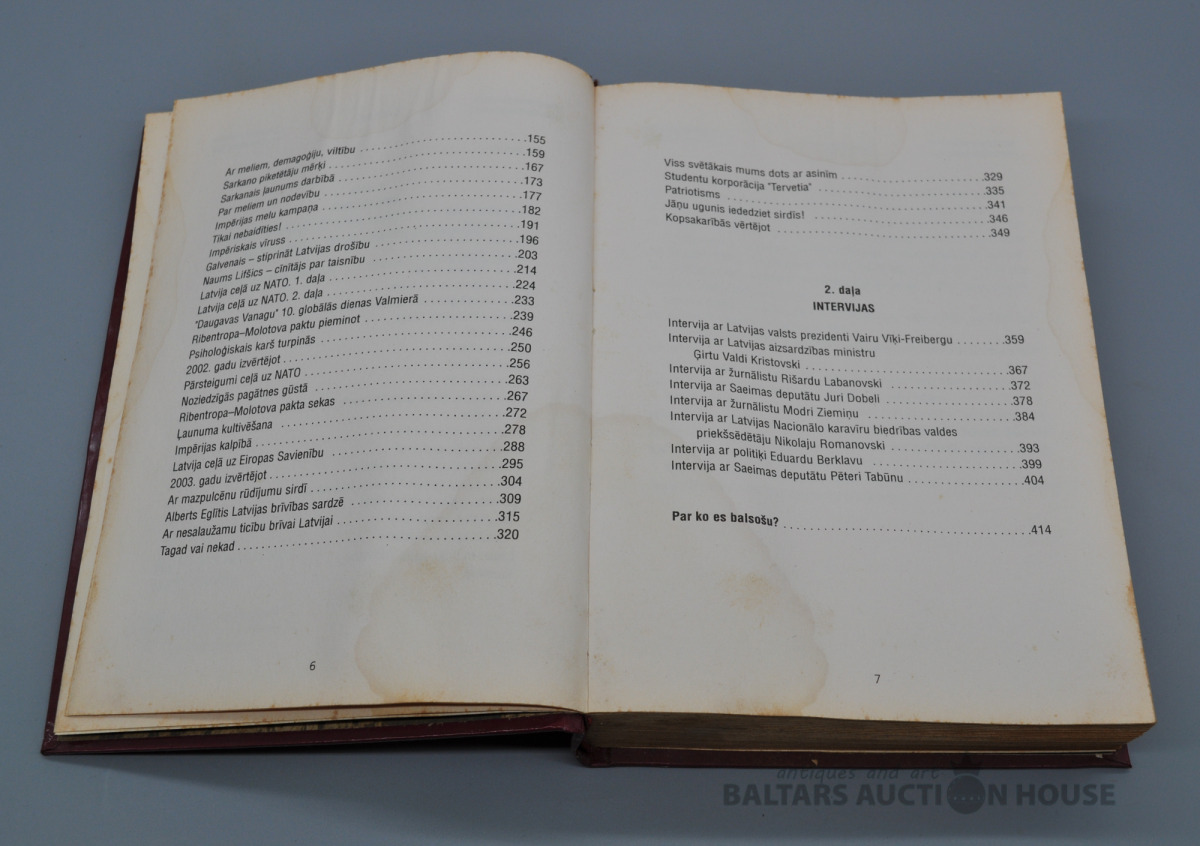 Ar meliem, demagoģiju, viltību . . . . . . . . . . 155
Sarkano piketētāju mērķi . . . . . . . . . . 159
Sarkanais ļaunums darbībā . . . . . . . . . . 167
Par meliem un nodevību . . . . . . . . . . 173
Impērijas melu kampaņa . . . . . . . . . . 177
Tikai nebaidīties! . . . . . . . . . . 182
Impēriskais vīruss . . . . . . . . . . 191
Galvenais – stiprināt Latvijas drošību . . . . . . . . . . 196
Naums Lifšics – cīnītājs par taisnību . . . . . . . . . . 203
Latvija ceļā uz NATO. 1. daļa . . . . . . . . . . 214
Latvija ceļā uz NATO. 2. daļa . . . . . . . . . . 224
"Daugavas Vanagu" 10. globālās dienas Valmierā . . . . . . . . . . 233
Ribentropa–Molotova paktu pieminot . . . . . . . . . . 239
Psiholoģiskais karš turpinās . . . . . . . . . . 246
2002. gadu izvērtējot . . . . . . . . . . 250
Pārsteigumi ceļā uz NATO . . . . . . . . . . 256
Noziedzīgās pagātnes gūstā . . . . . . . . . . 263
Ribentropa–Molotova pakta sekas . . . . . . . . . . 267
Ļaunuma kultivēšana . . . . . . . . . . 272
Impērijas kalpībā . . . . . . . . . . 278
Latvija ceļā uz Eiropas Savienību . . . . . . . . . . 288
2003. gadu izvērtējot . . . . . . . . . . 295
Ar mazpulcēnu rūdījumu sirdī . . . . . . . . . . 304
Alberts Eglītis Latvijas brīvības sardzē . . . . . . . . . . 309
Ar nesalaužamu ticību brīvai Latvijai . . . . . . . . . . 315
Tagad vai nekad . . . . . . . . . . 320
6
Viss svētākais mums dots ar asinīm . . . . . . . . . . 329
Studentu korporācija "Tervetia" . . . . . . . . . . 335
Patriotisms . . . . . . . . . . 341
Jāņu ugunis iededziet sirdīs! . . . . . . . . . . 346
Kopsakarībās vērtējot . . . . . . . . . . 349
2. daļa
INTERVIJAS
Intervija ar Latvijas valsts prezidenti Vairu Vīķi-Freibergu . . . . . . . . 359
Intervija ar Latvijas aizsardzības ministru
Ģirtu Valdi Kristovski . . . . . . . . . . 367
Intervija ar žurnālistu Rišardu Labanovski . . . . . . . . . . 372
Intervija ar Saeimas deputātu Juri Dobeli . . . . . . . . . . 378
Intervija ar žurnālistu Modri Ziemiņu . . . . . . . . . . 384
Intervija ar Latvijas Nacionālo karavīru biedrības valdes
priekšsēdētāju Nikolaju Romanovski . . . . . . . . . . 393
Intervija ar politiķi Eduardu Berklavu . . . . . . . . . . 399
Intervija ar Saeimas deputātu Pēteri Tabūnu . . . . . . . . . . 404
Par ko es balsošu? . . . . . . . . . . 414
7
antiques and art
BALTARS AUCTION HOUSE